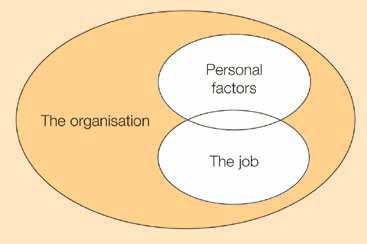 Personal
factors
The organisation
The job